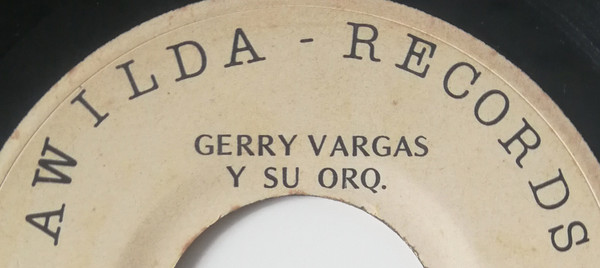 AWILDA - RECORDS
GERRY VARGAS
Y SU ORQ.